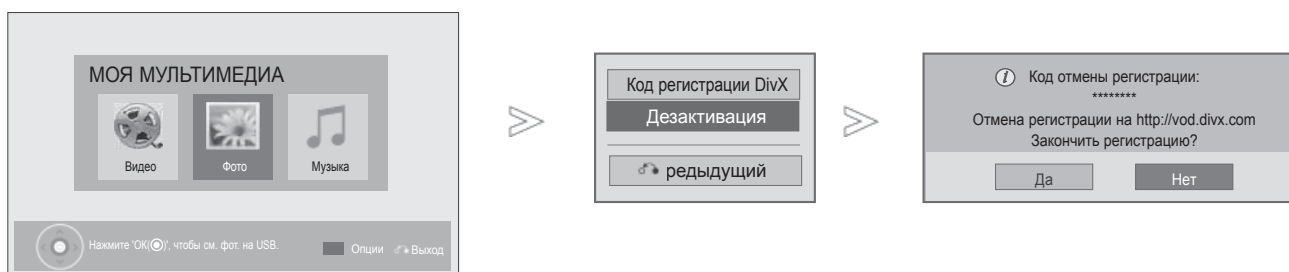 МОЯ МУЛЬТИМЕДИА
Видео
Фото
Музыка
Нажмите 'ОК(◉)', чтобы см. фот. на USB.
Опции
Выход
Код регистрации DivX
Дезактивация
редыдущий
Код отмены регистрации:
********
Отмена регистрации на http://vod.divx.com
Закончить регистрацию?
Да
Нет